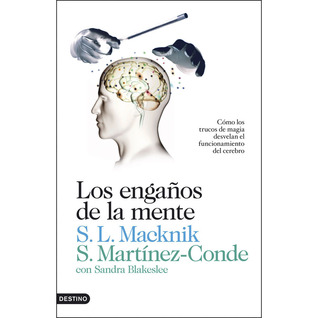 Cómo los
trucos de magia
desvelan el
funcionamiento
del cerebro
Los engaños
de la mente
S. L. Macknik
S. Martínez-Conde
con Sandra Blakeslee
DESTINO